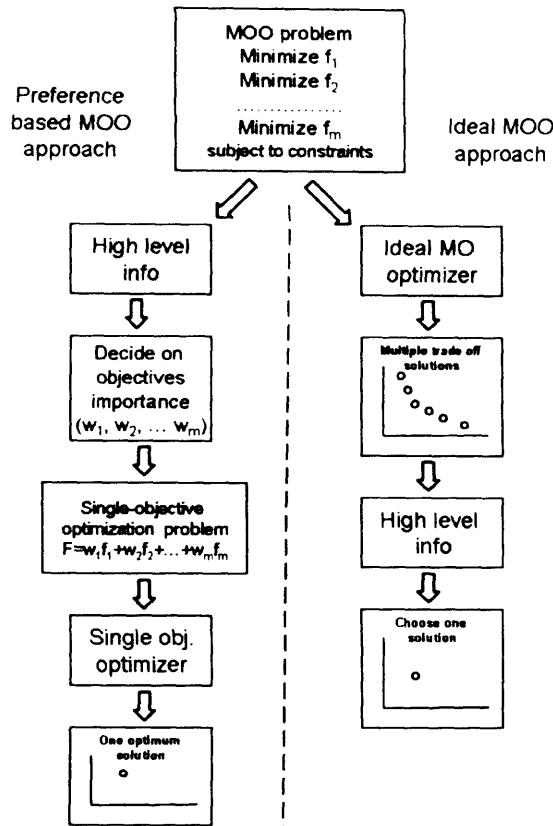 MOO problem
Minimize f₁
Minimize f₂
....................
Minimize fₘ
subject to constraints
Preference
based MOO
approach
Ideal MOO
approach
High level
info
Decide on
objectives
importance
(w₁, w₂, ... wₘ)
Single-objective
optimization problem
F=w₁f₁+w₂f₂+...+wₘfₘ
Single obj.
optimizer
One optimum
solution
Ideal MO
optimizer
Multiple trade off
solutions
High level
info
Choose one
solution